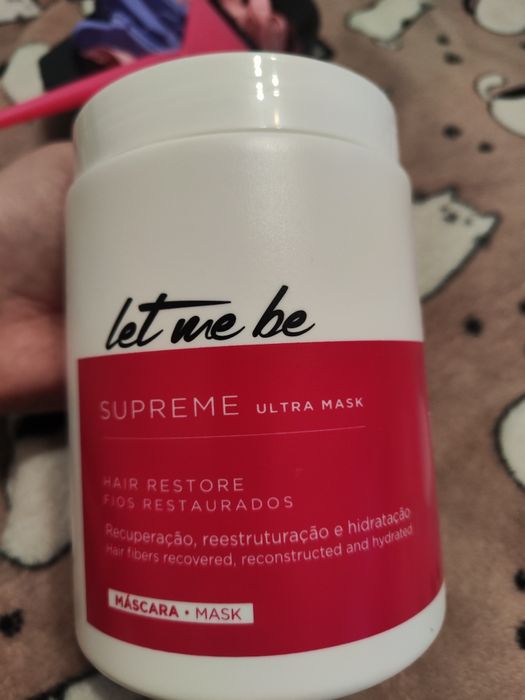 let me be
SUPREME ULTRA MASK
HAIR RESTORE
FIOS RESTAURADOS
Recuperação, reestruturação e hidratação
Hair fibers recovered, reconstructed and hydrated
MÁSCARA • MASK